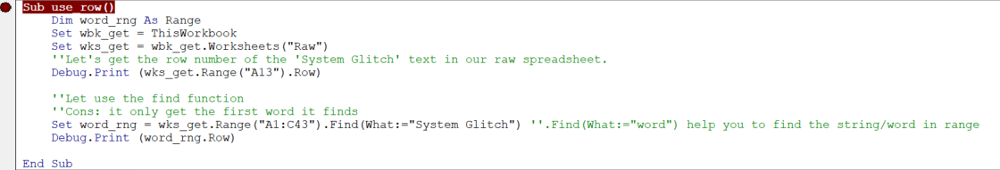 Sub use_row()
Dim word_rng As Range
Set wbk_get = ThisWorkbook
Set wks_get = wbk_get.Worksheets("Raw")
''Let's get the row number of the 'System Glitch' text in our raw spreadsheet.
Debug.Print (wks_get.Range("A13").Row)
''Let use the find function
''Cons: it only get the first word it finds
Set word_rng = wks_get.Range("A1:C43").Find(What:="System Glitch") ''.Find(What:="word") help you to find the string/word in range
Debug.Print (word_rng.Row)
End Sub